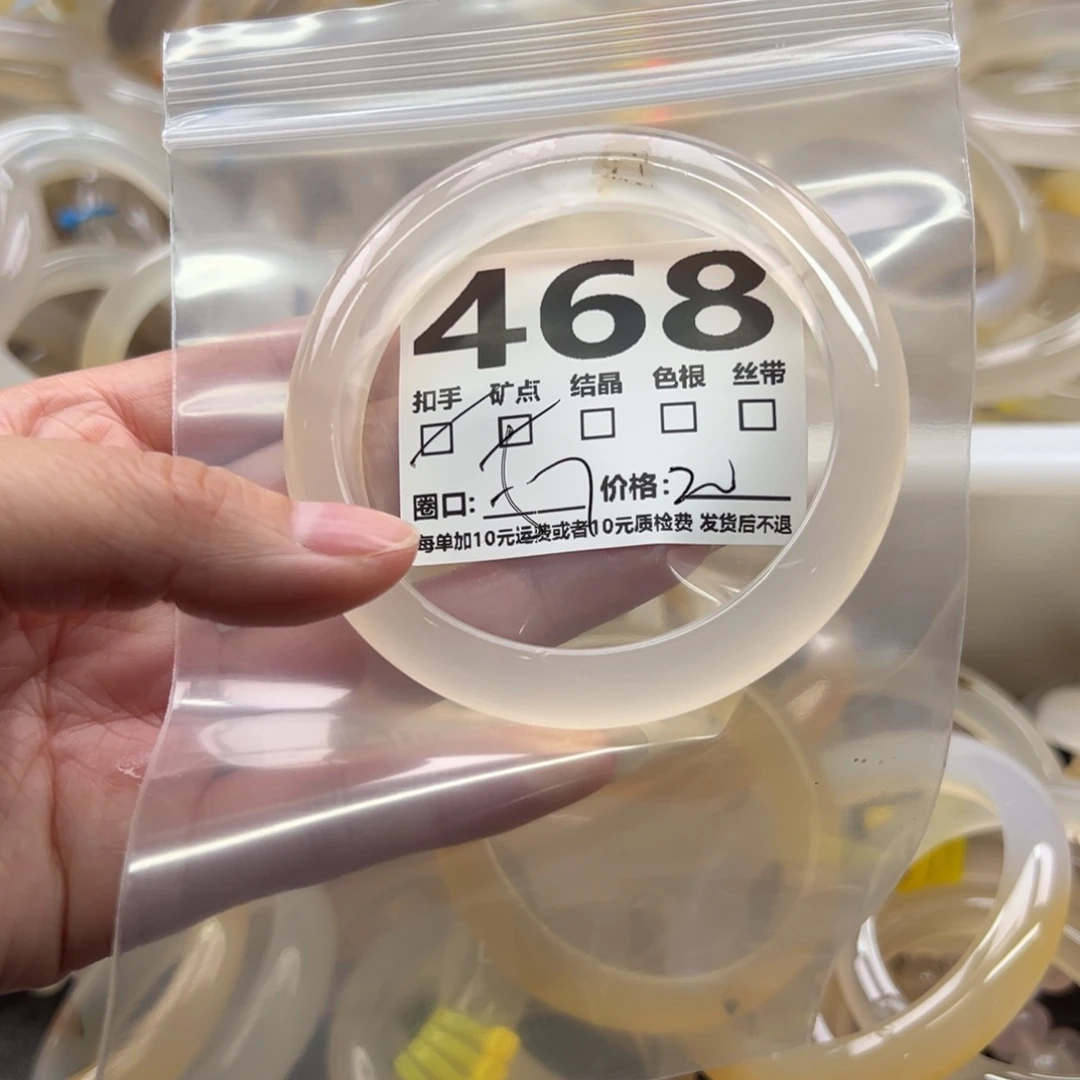 468
扣手 矿点 结晶 色根 丝带
圈口: 价格:
每单加10元运费或者10元质检费 发货后不退